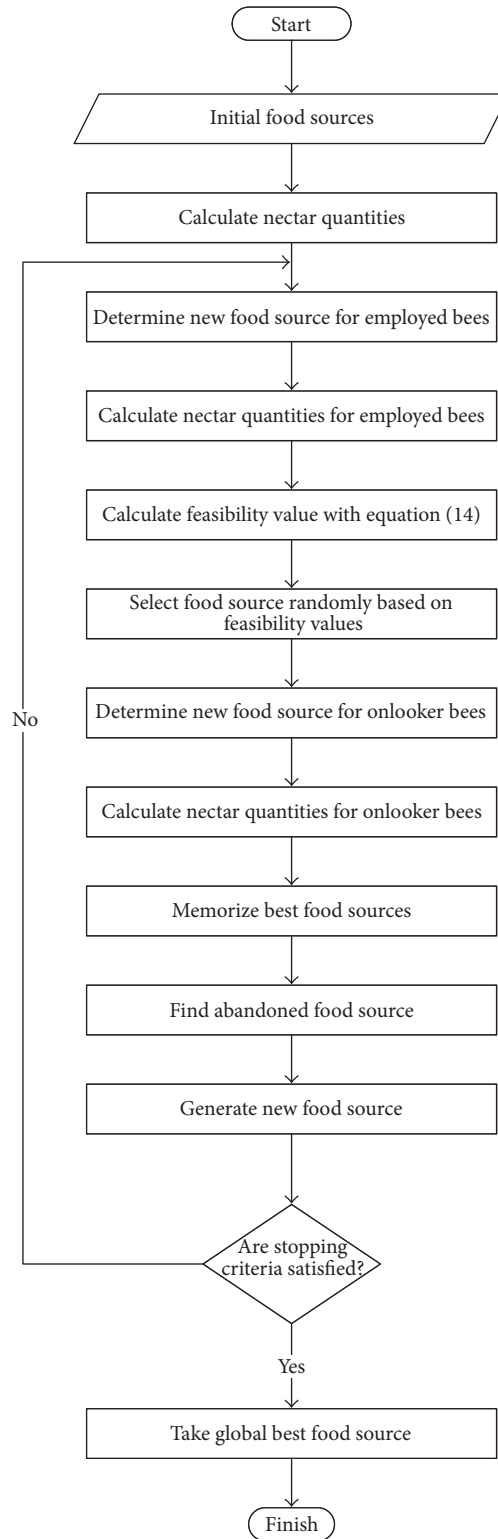 Start
Initial food sources
Calculate nectar quantities
Determine new food source for employed bees
Calculate nectar quantities for employed bees
Calculate feasibility value with equation (14)
Select food source randomly based on
feasibility values
Determine new food source for onlooker bees
No
Calculate nectar quantities for onlooker bees
Memorize best food sources
Find abandoned food source
Generate new food source
Are stopping
criteria satisfied?
Yes
Take global best food source
Finish